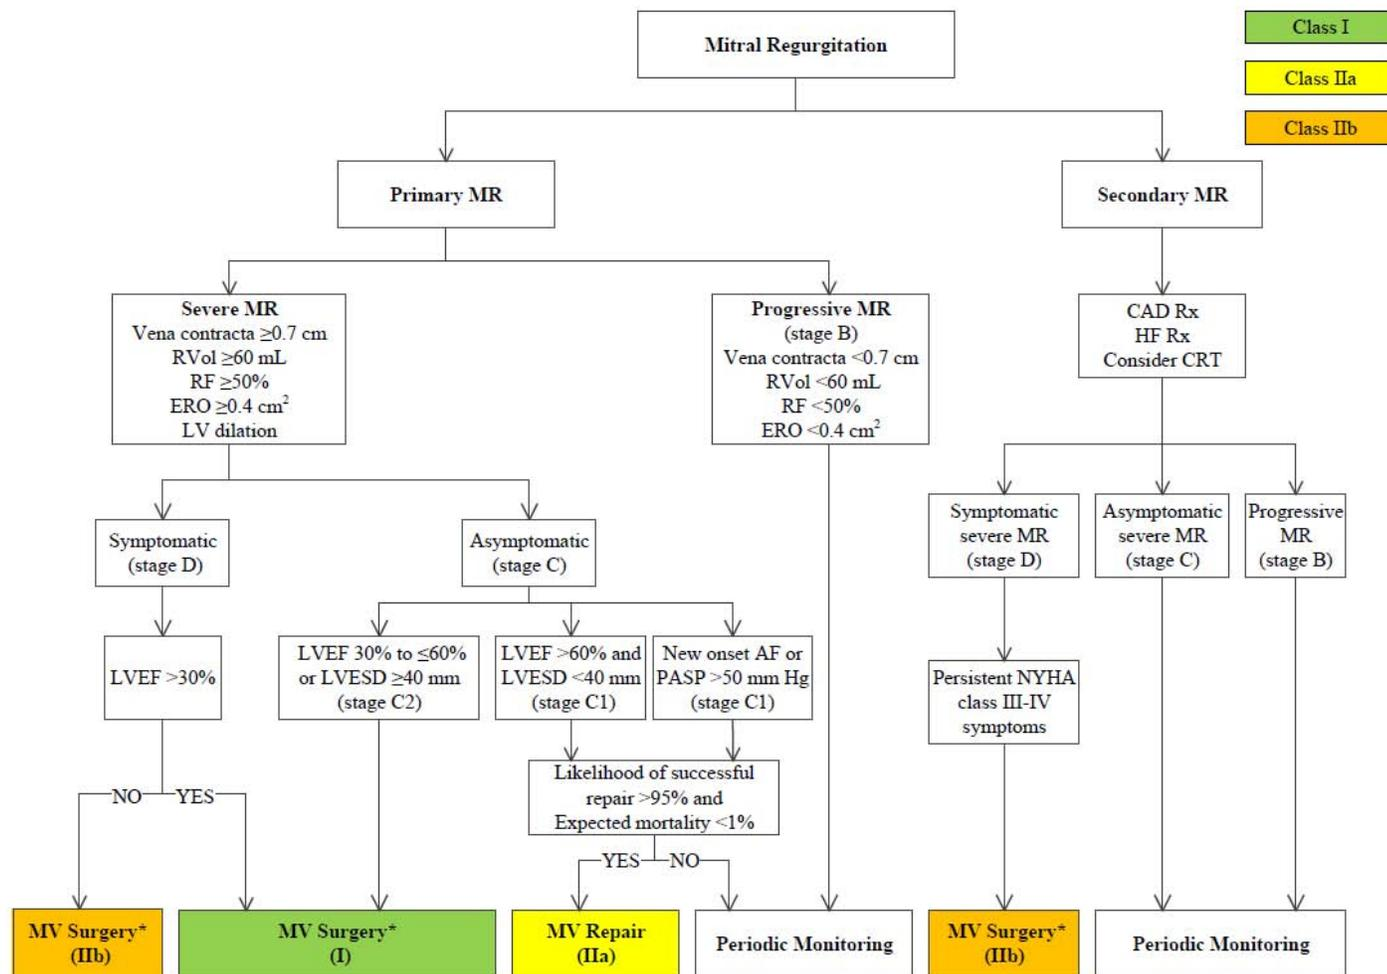 Mitral Regurgitation
Class I
Class IIa
Class IIb
Primary MR
Secondary MR
Severe MR
Vena contracta ≥0.7 cm
RVol ≥60 mL
RF ≥50%
ERO ≥0.4 cm²
LV dilation
Progressive MR
(stage B)
Vena contracta <0.7 cm
RVol <60 mL
RF <50%
ERO <0.4 cm²
CAD Rx
HF Rx
Consider CRT
Symptomatic
(stage D)
Asymptomatic
(stage C)
Symptomatic
severe MR
(stage D)
Asymptomatic
severe MR
(stage C)
Progressive
MR
(stage B)
LVEF >30%
LVEF 30% to ≤60%
or LVESD ≥40 mm
(stage C2)
LVEF >60% and
LVESD <40 mm
(stage C1)
New onset AF or
PASP >50 mm Hg
(stage C1)
Persistent NYHA
class III-IV
symptoms
Likelihood of successful
repair >95% and
Expected mortality <1%
NO
YES
YES
NO
MV Surgery*
(IIb)
MV Surgery*
(I)
MV Repair
(IIa)
Periodic Monitoring
MV Surgery*
(IIb)
Periodic Monitoring